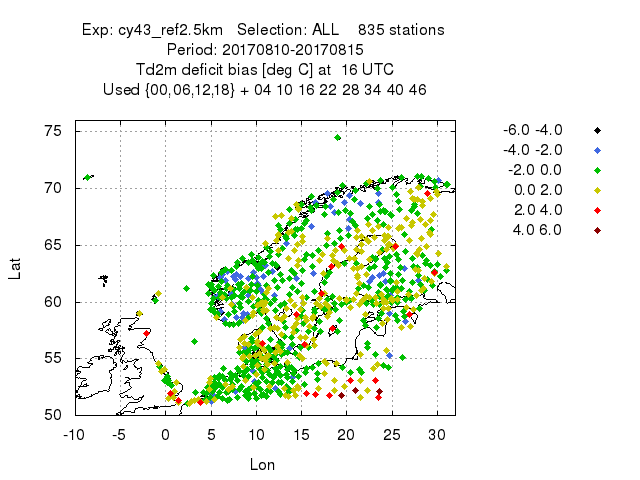 Exp: cy43_ref2.5km   Selection: ALL    835 stations
Period: 20170810-20170815
Td2m deficit bias [deg C] at  16 UTC
Used {00,06,12,18} + 04 10 16 22 28 34 40 46
-6.0 -4.0
-4.0 -2.0
-2.0 0.0
0.0 2.0
2.0 4.0
4.0 6.0
75
70
65
60
55
50
Lat
-10 -5 0 5 10 15 20 25 30
Lon